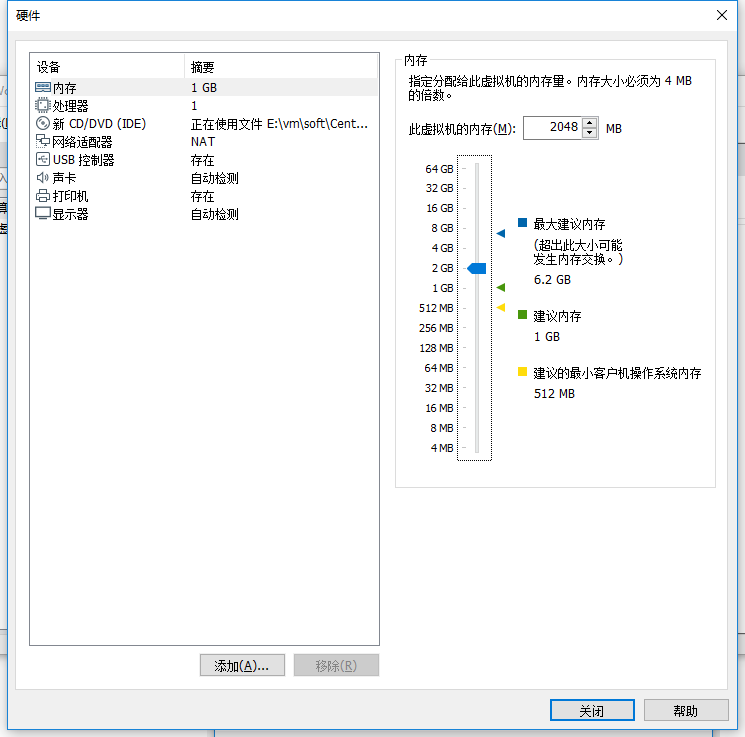 硬件
设备 摘要
内存 1 GB
处理器 1
新 CD/DVD (IDE) 正在使用文件 E:\vm\soft\Cent...
网络适配器 NAT
USB 控制器 存在
声卡 自动检测
打印机 存在
显示器 自动检测
添加(A)...
移除(R)
内存
指定分配给此虚拟机的内存量。内存大小必须为 4 MB
的倍数。
此虚拟机的内存(M): 2048 MB
64 GB
32 GB
16 GB
8 GB
4 GB
2 GB
1 GB
512 MB
256 MB
128 MB
64 MB
32 MB
16 MB
8 MB
4 MB
最大建议内存
(超出此大小可能
发生内存交换。)
6.2 GB
建议内存
1 GB
建议的最小客户机操作系统内存
512 MB
关闭
帮助